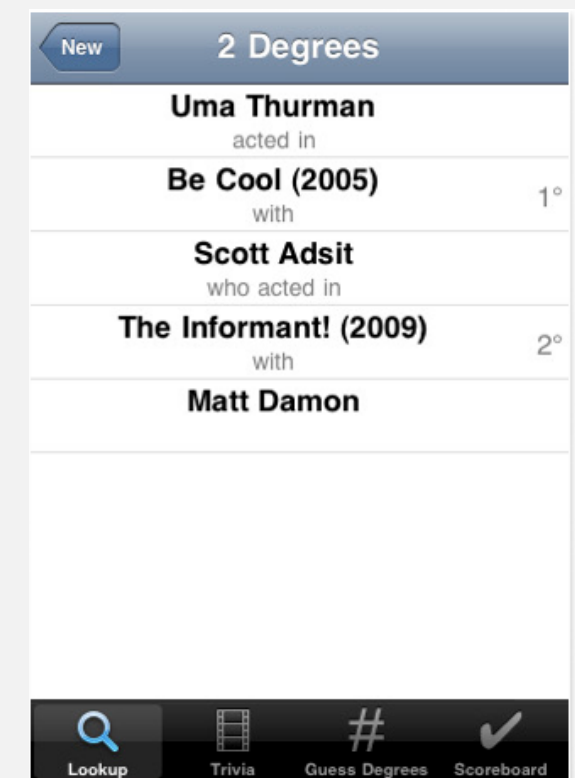 New
2 Degrees
Uma Thurman
acted in
Be Cool (2005)
1°
with
Scott Adsit
who acted in
The Informant! (2009)
2°
with
Matt Damon
#
Lookup
Trivia
Guess Degrees
Scoreboard